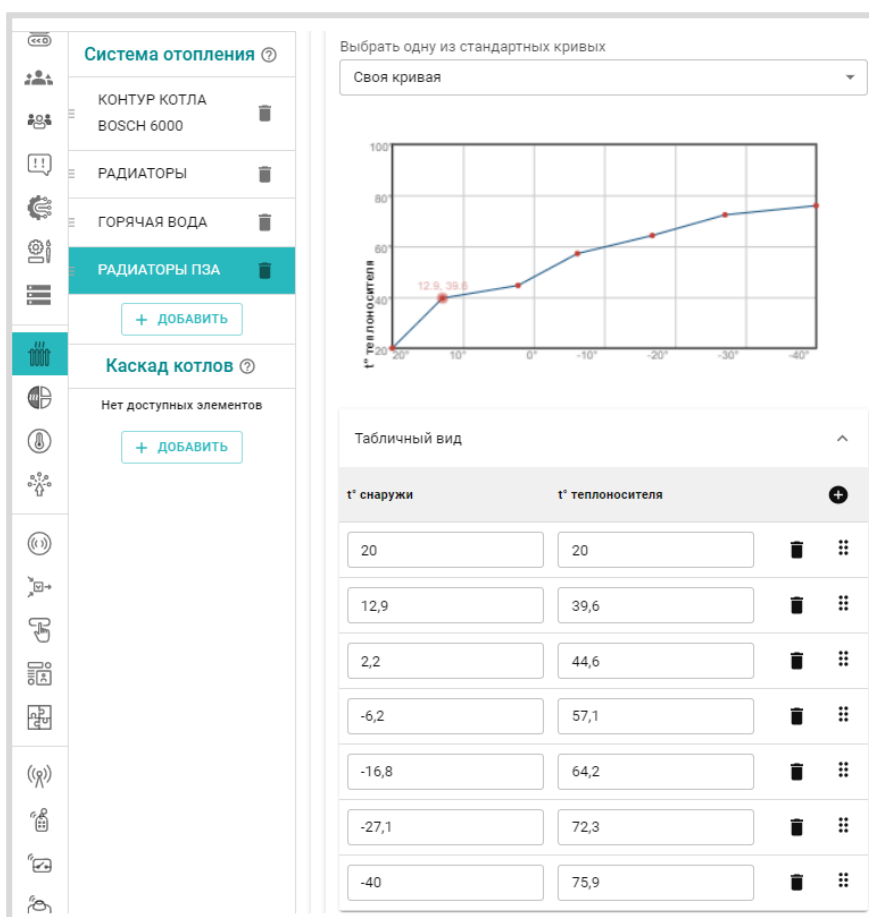 Система отопления
КОНТУР КОТЛА
BOSCH 6000
РАДИАТОРЫ
ГОРЯЧАЯ ВОДА
РАДИАТОРЫ ПЗА
+ ДОБАВИТЬ
Каскад котлов
Нет доступных элементов
+ ДОБАВИТЬ
Выбрать одну из стандартных кривых
Своя кривая
t° теплоносителя
100°
80°
60°
40°
20°
12.9, 39.6
20°
10°
0°
-10°
-20°
-30°
-40°
Табличный вид
t° снаружи t° теплоносителя
20 20
12,9 39,6
2,2 44,6
-6,2 57,1
-16,8 64,2
-27,1 72,3
-40 75,9